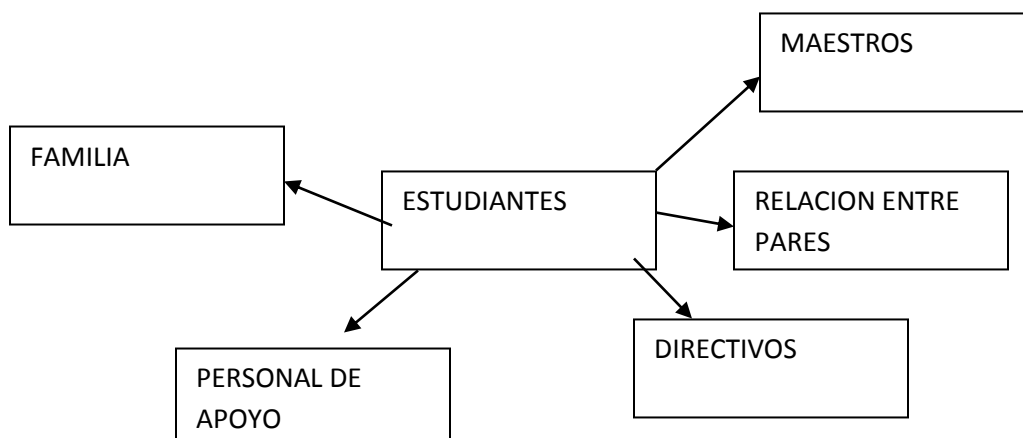 MAESTROS
FAMILIA
ESTUDIANTES
RELACION ENTRE
PARES
DIRECTIVOS
PERSONAL DE
APOYO